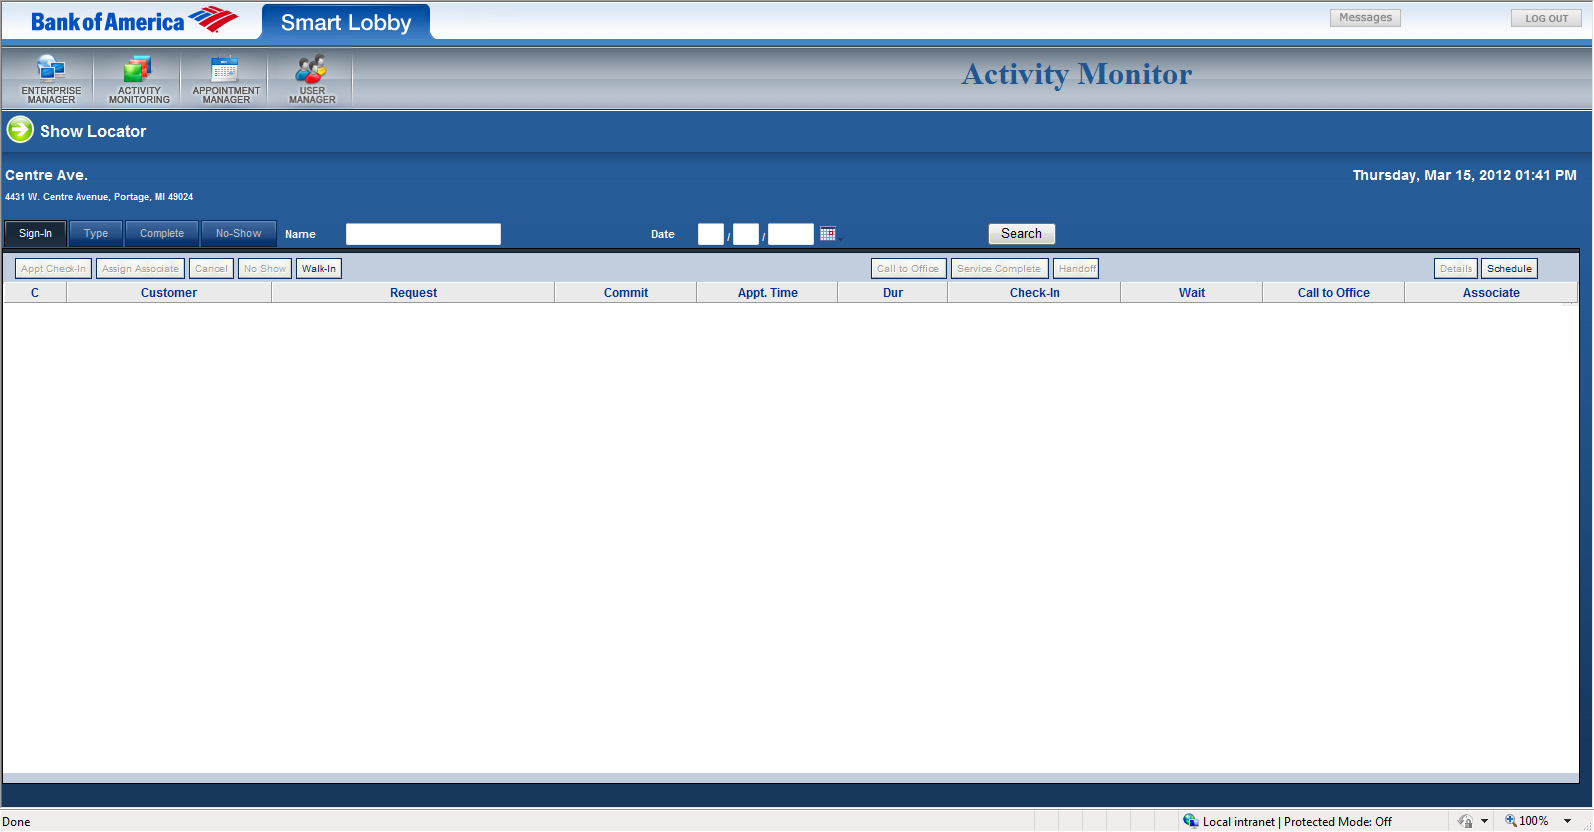 Bank of America Smart Lobby Messages LOG OUT
ENTERPRISE MANAGER
ACTIVITY MONITORING
APPOINTMENT MANAGER
USER MANAGER
Activity Monitor
Show Locator
Centre Ave. Thursday, Mar 15, 2012 01:41 PM
4431 W. Centre Avenue, Portage, MI 49024
Sign-In Type Complete No-Show Name Date / / Search
Appt Check-In Assign Associate Cancel No Show Walk-In Call to Office Service Complete Handoff Details Schedule
C Customer Request Commit Appt. Time Dur Check-In Wait Call to Office Associate
Done Local intranet | Protected Mode: Off 100%